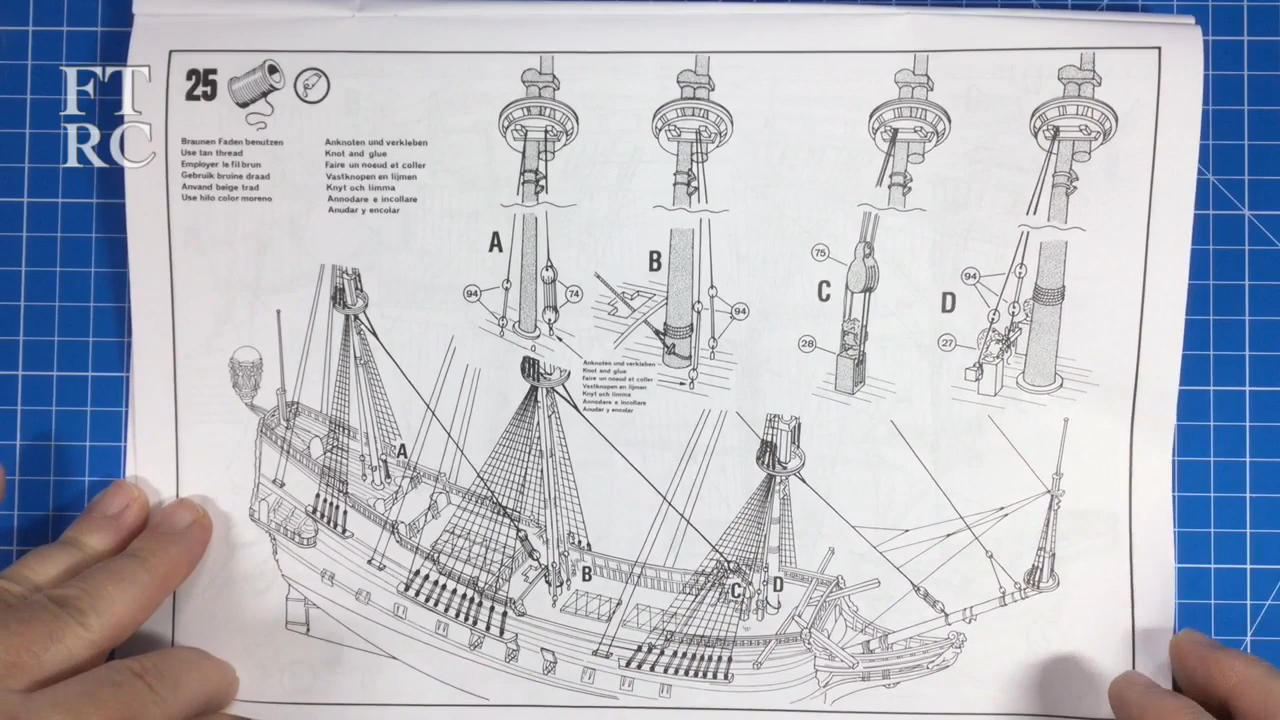 FT
RC
25
Braunen Faden benutzen
Use tan thread
Employer le fil brun
Gebruik bruine draad
Anvand beige trad
Use hilo color moreno
Anknoten und verkleben
Knot and glue
Faire un noeud et coller
Vastknopen en lijmen
Knyt och limma
Annodare e incollare
Anudar y encolar
A
94
74
B
94
Anknoten und verkleben
Knot and glue
Faire un noeud et coller
Vastknopen en lijmen
Knyt och limma
Annodare e incollare
Anudar y encolar
75
C
28
D
94
27
A
B
C
D